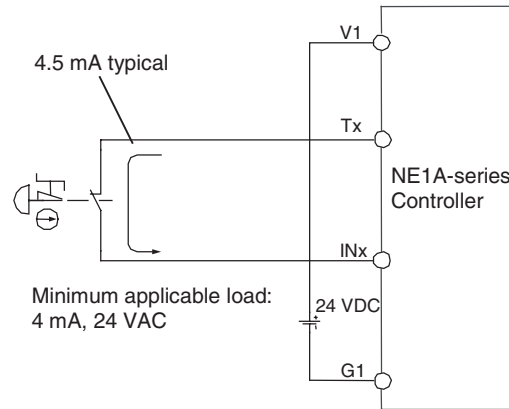 V1
4.5 mA typical
Tx
NE1A-series
Controller
INx
Minimum applicable load:
4 mA, 24 VAC
24 VDC
G1